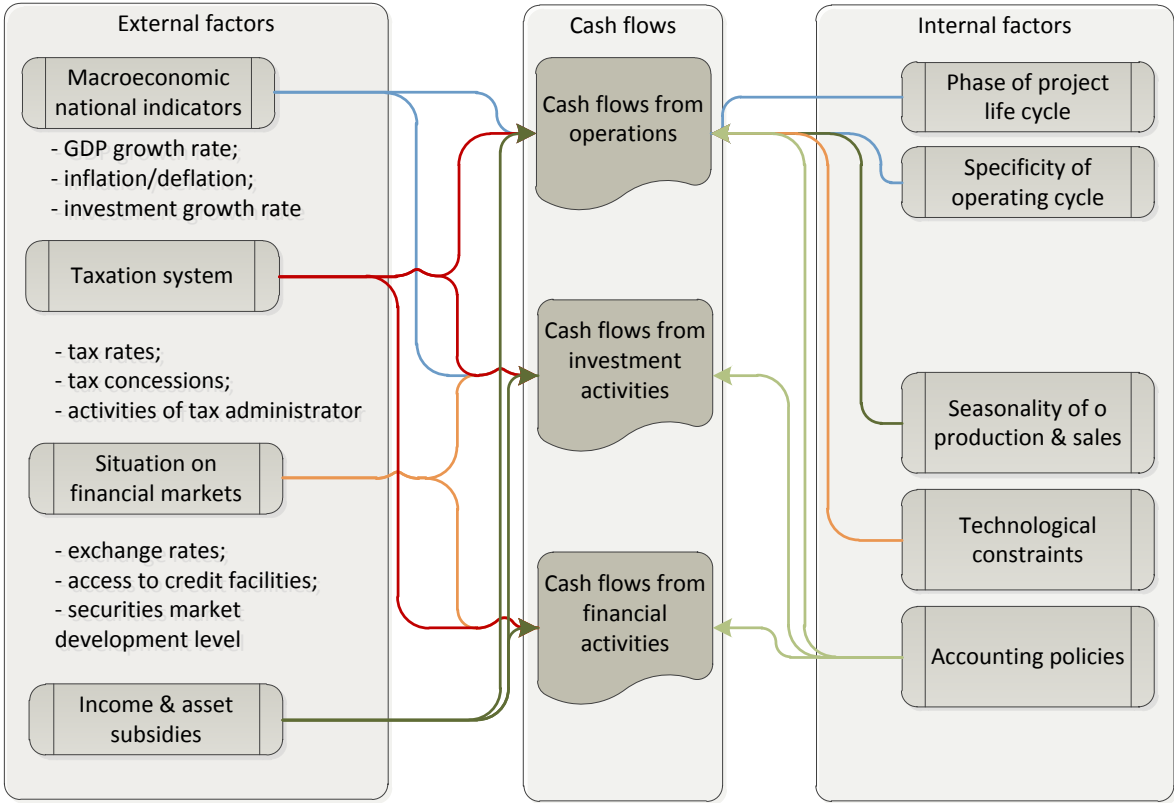 External factors
Macroeconomic
national indicators
- GDP growth rate;
- inflation/deflation;
- investment growth rate
Taxation system
- tax rates;
- tax concessions;
- activities of tax administrator
Situation on
financial markets
- exchange rates;
- access to credit facilities;
- securities market
development level
Income & asset
subsidies
Cash flows
Cash flows from
operations
Cash flows from
investment
activities
Cash flows from
financial
activities
Internal factors
Phase of project
life cycle
Specificity of
operating cycle
Seasonality of o
production & sales
Technological
constraints
Accounting policies